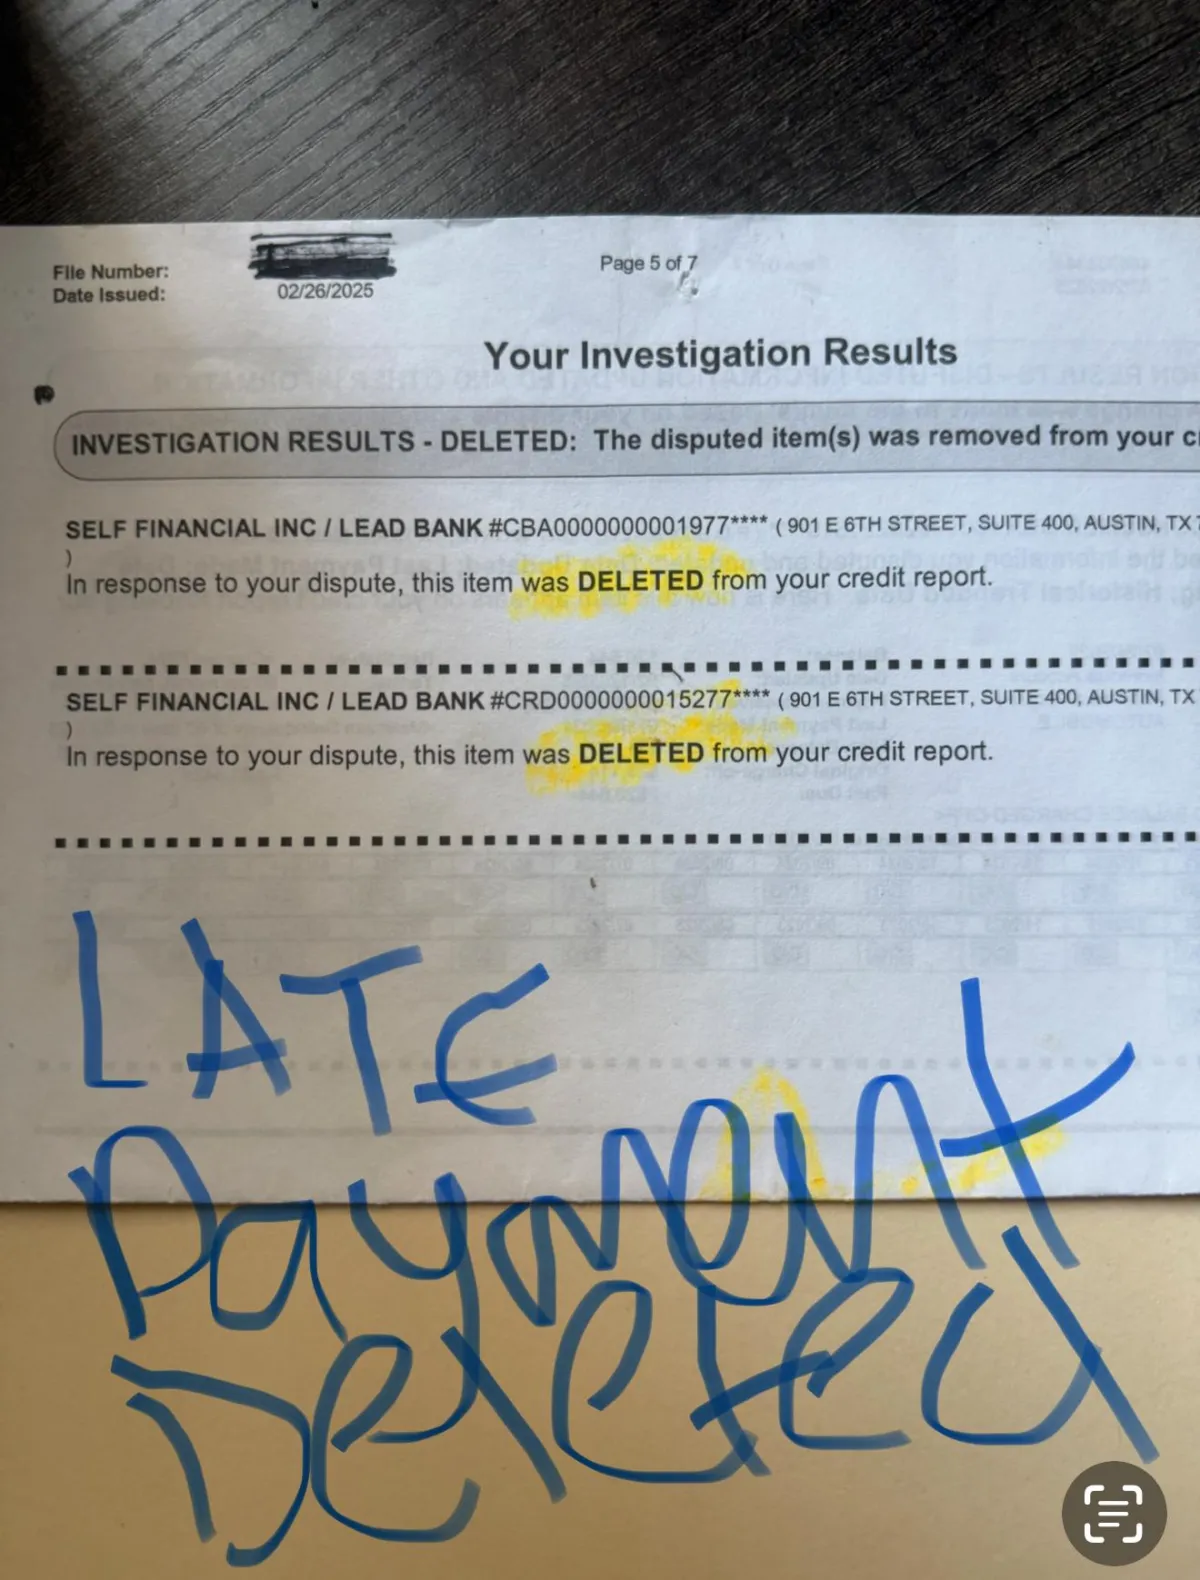 File Number:
Date Issued: 02/26/2025
Page 5 of 7
Your Investigation Results
INVESTIGATION RESULTS - DELETED: The disputed item(s) was removed from your
SELF FINANCIAL INC / LEAD BANK #CBA0000000001977**** ( 901 E 6TH STREET, SUITE 400, AUSTIN, TX
)
In response to your dispute, this item was DELETED from your credit report.
SELF FINANCIAL INC / LEAD BANK #CRD0000000015277**** ( 901 E 6TH STREET, SUITE 400, AUSTIN, TX
)
In response to your dispute, this item was DELETED from your credit report.
LATE
Payment
Deleted